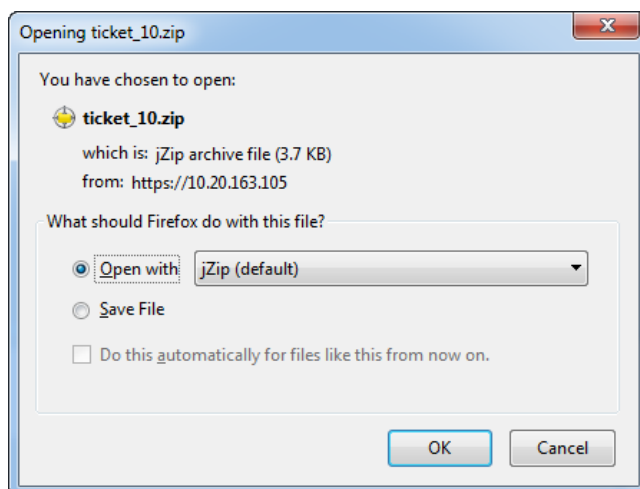 Opening ticket_10.zip
You have chosen to open:
ticket_10.zip
which is: jZip archive file (3.7 KB)
from: https://10.20.163.105
What should Firefox do with this file?
Open with jZip (default)
Save File
Do this automatically for files like this from now on.
OK Cancel